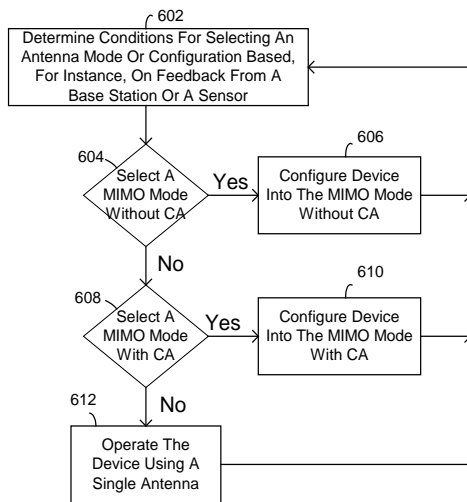 602
Determine Conditions For Selecting An
Antenna Mode Or Configuration Based,
For Instance, On Feedback From A
Base Station Or A Sensor
604
Select A
MIMO Mode
Without CA
Yes
606
Configure Device
Into The MIMO Mode
Without CA
No
608
Select A
MIMO Mode
With CA
Yes
610
Configure Device
Into The MIMO Mode
With CA
No
612
Operate The
Device Using A
Single Antenna